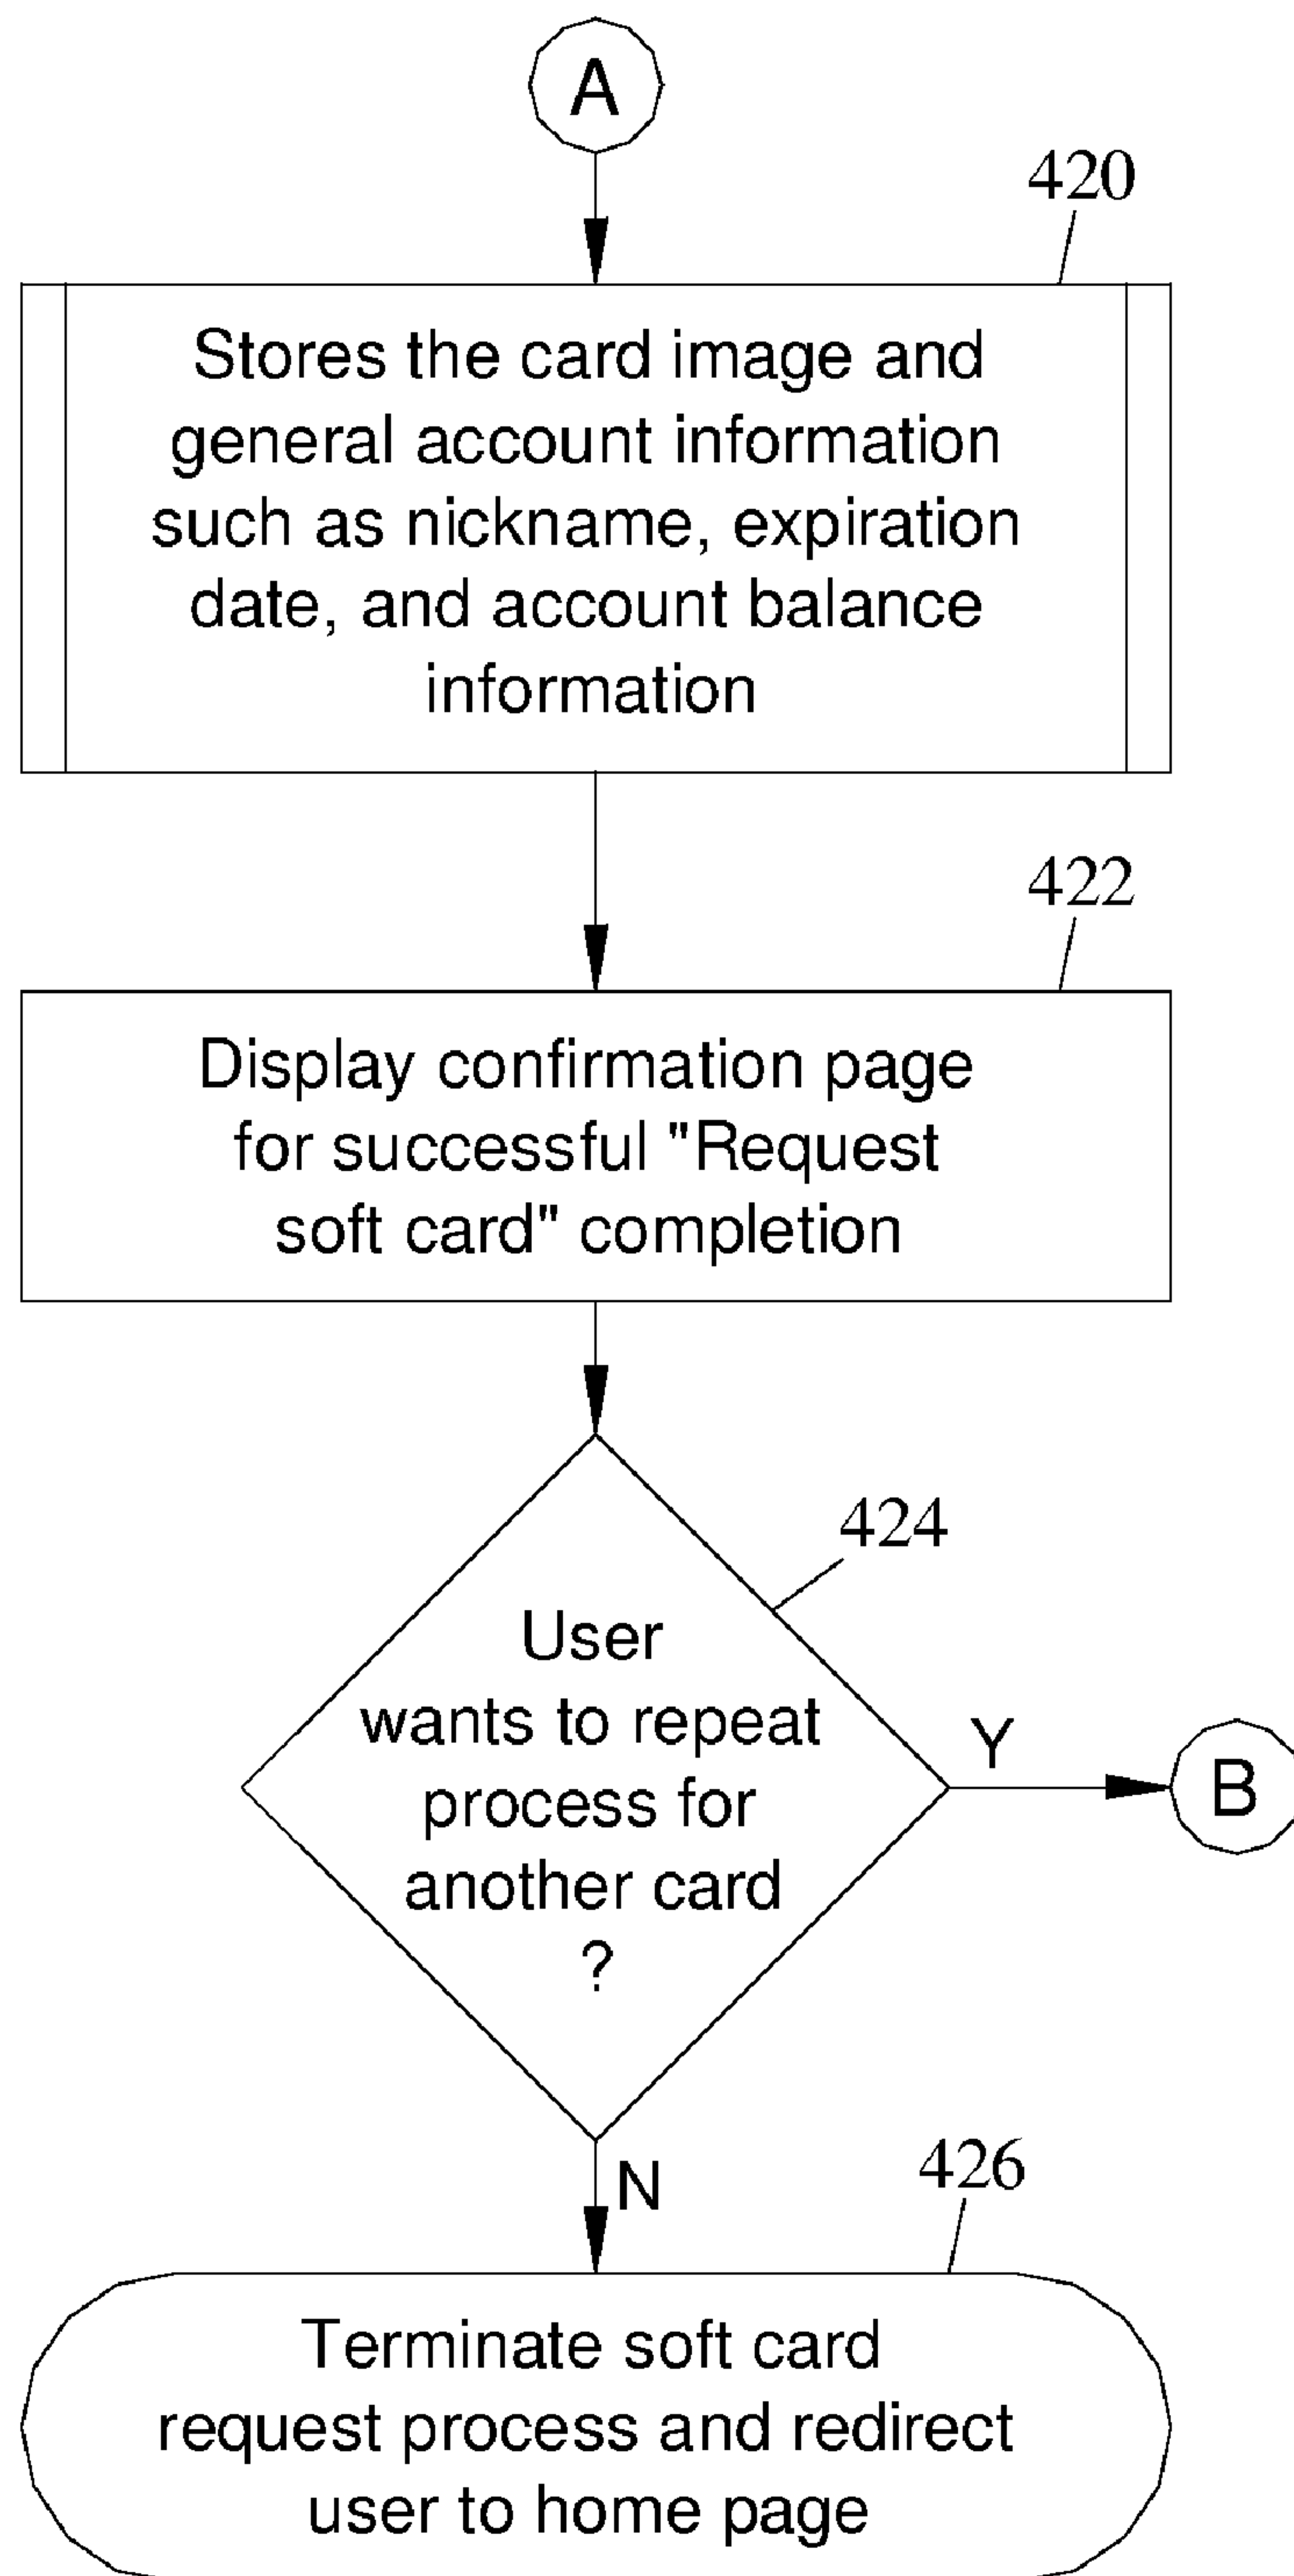 A
420
Stores the card image and
general account information
such as nickname, expiration
date, and account balance
information
422
Display confirmation page
for successful "Request
soft card" completion
424
User
wants to repeat
process for
another card
?
Y
B
N
426
Terminate soft card
request process and redirect
user to home page